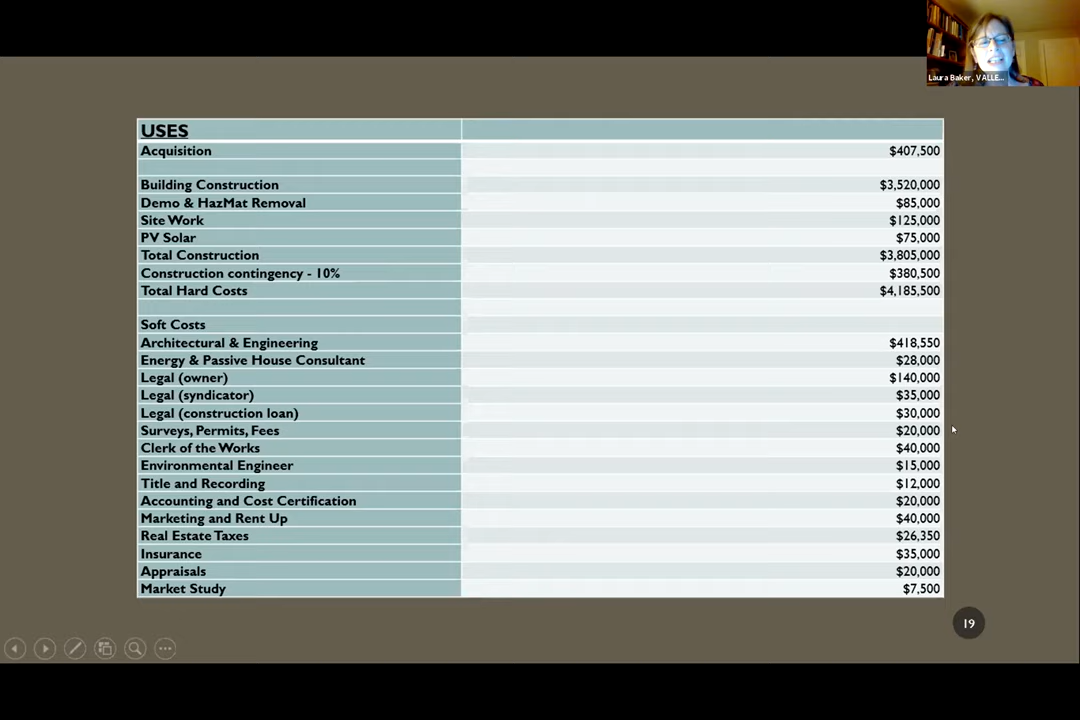 Laura Baker, VALLE...
USES
Acquisition $407,500
Building Construction $3,520,000
Demo & HazMat Removal $85,000
Site Work $125,000
PV Solar $75,000
Total Construction $3,805,000
Construction contingency - 10% $380,500
Total Hard Costs $4,185,500
Soft Costs
Architectural & Engineering $418,550
Energy & Passive House Consultant $28,000
Legal (owner) $140,000
Legal (syndicator) $35,000
Legal (construction loan) $30,000
Surveys, Permits, Fees $20,000
Clerk of the Works $40,000
Environmental Engineer $15,000
Title and Recording $12,000
Accounting and Cost Certification $20,000
Marketing and Rent Up $40,000
Real Estate Taxes $26,350
Insurance $35,000
Appraisals $20,000
Market Study $7,500
19